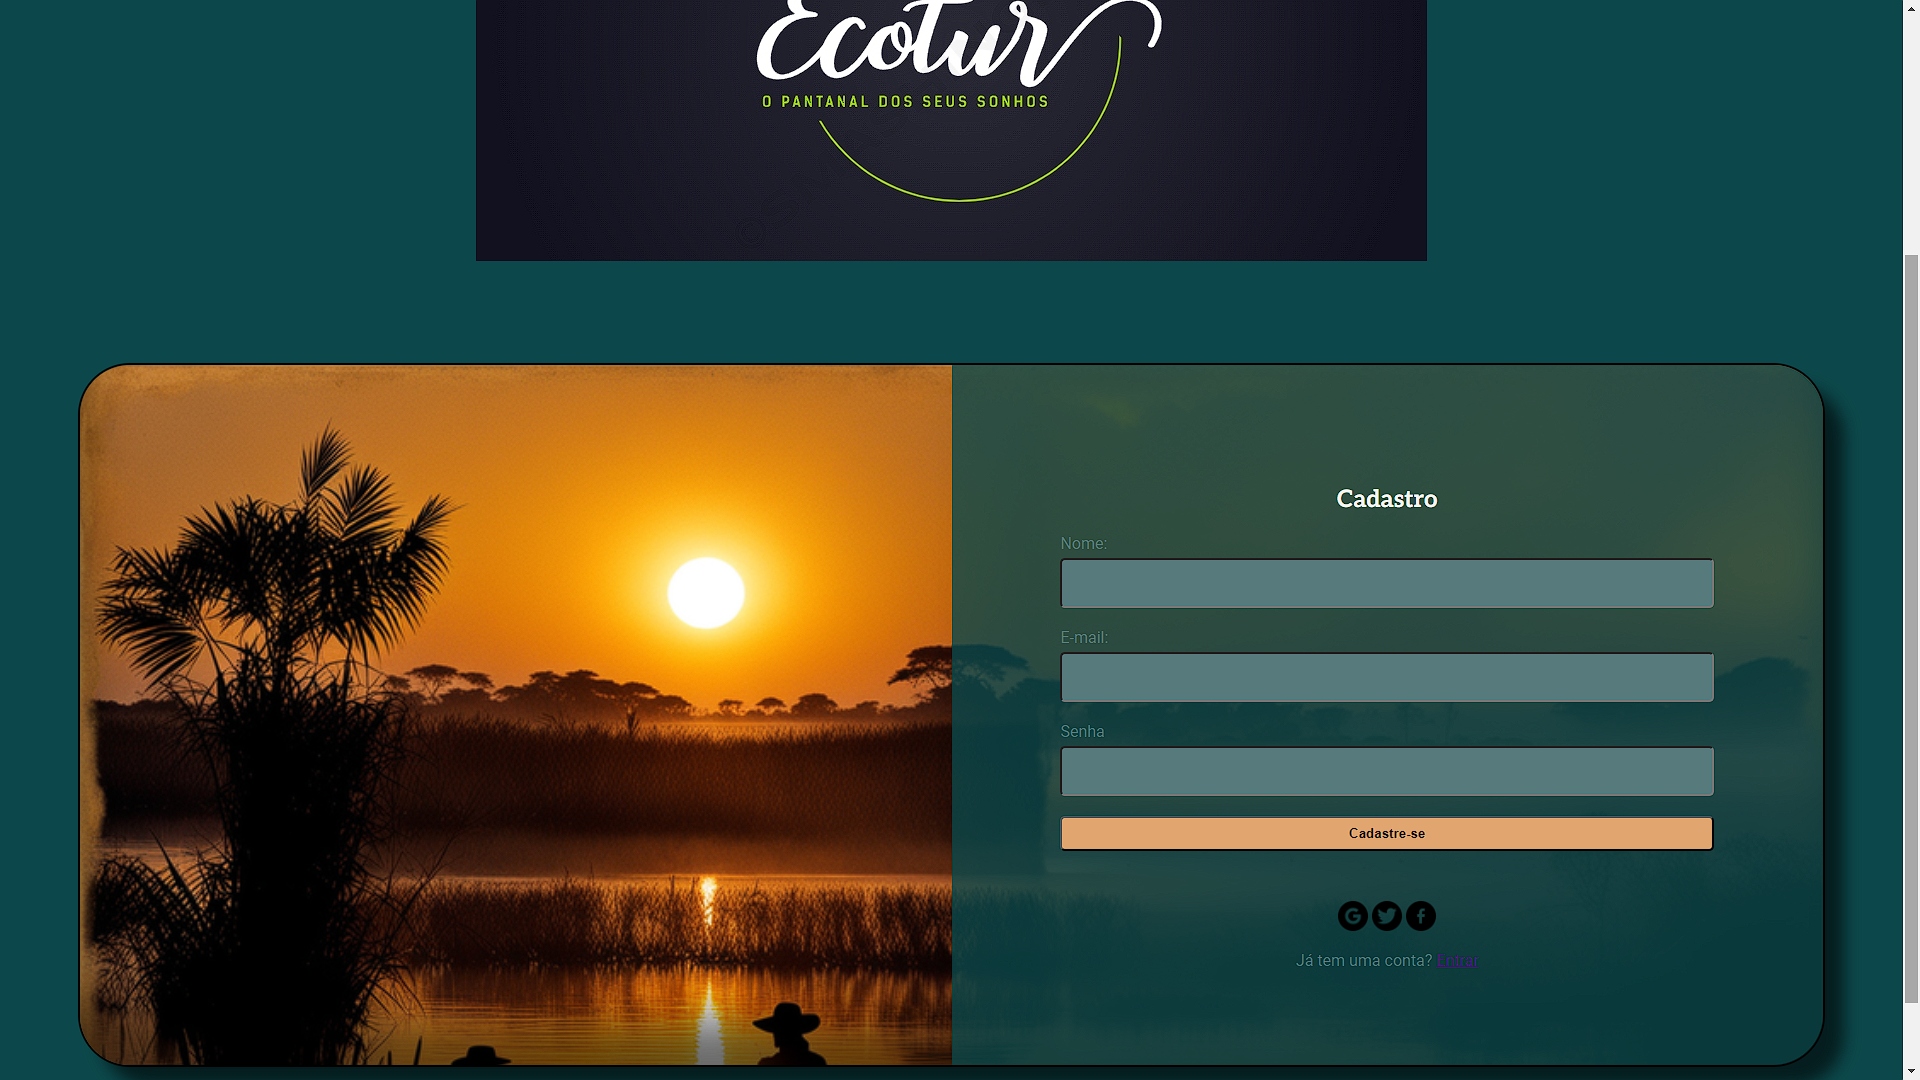 Ecotur
O PANTANAL DOS SEUS SONHOS
Cadastro
Nome:
E-mail:
Senha
Cadastre-se
Já tem uma conta? Entrar